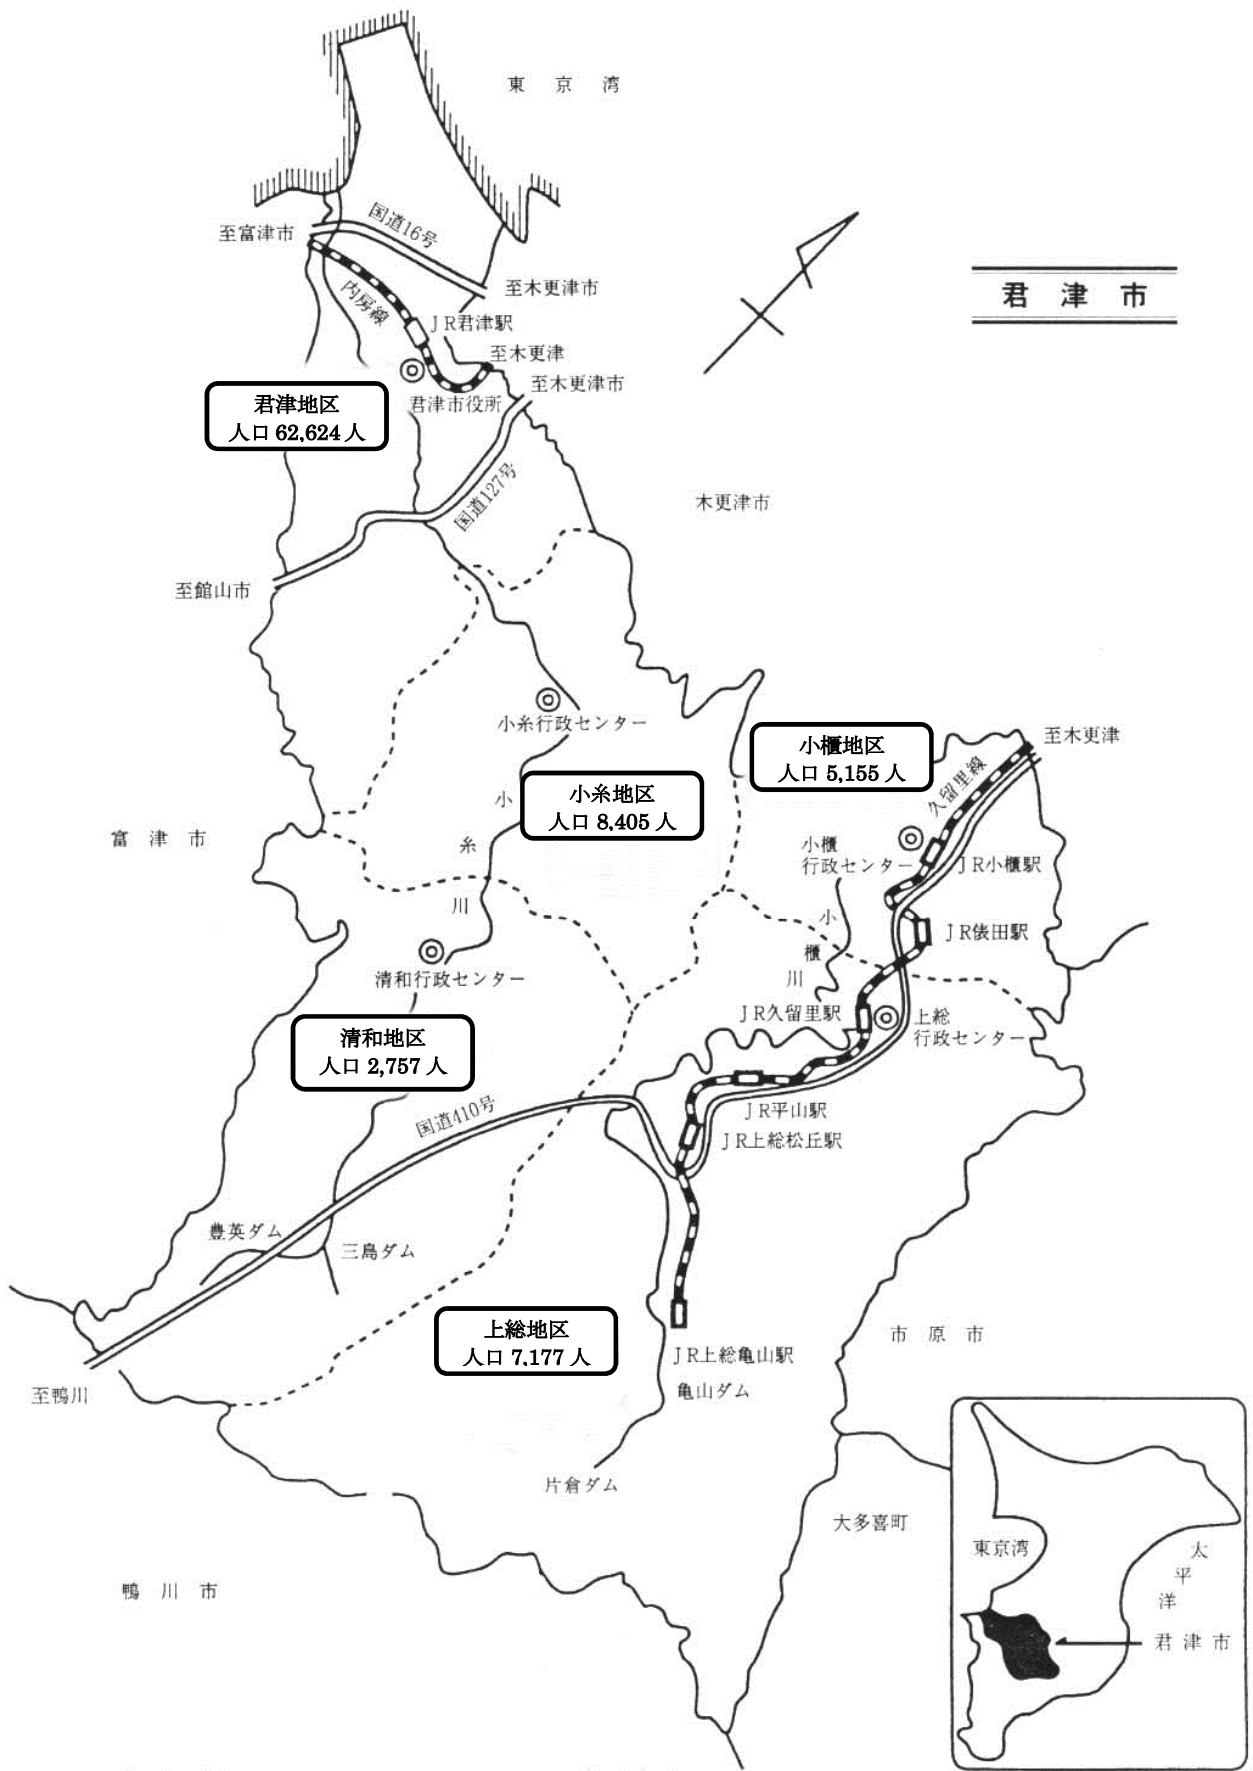 東京湾
国道16号
至富津市
至木更津市
内房線
JR君津駅
至木更津
至木更津市
君津市
君津市役所
君津地区
人口 62,624 人
国道127号
木更津市
至館山市
小糸行政センター
小櫃地区
人口 5,155 人
至木更津
久留里線
小糸地区
人口 8,405 人
小糸川
富津市
小櫃
行政センター
JR小櫃駅
小櫃川
JR俵田駅
清和行政センター
JR久留里駅
上総
行政センター
清和地区
人口 2,757 人
国道410号
JR平山駅
JR上総松丘駅
豊英ダム
三島ダム
上総地区
人口 7,177 人
JR上総亀山駅
亀山ダム
市原市
至鴨川
片倉ダム
大多喜町
鴨川市
東京湾
太平洋
君津市